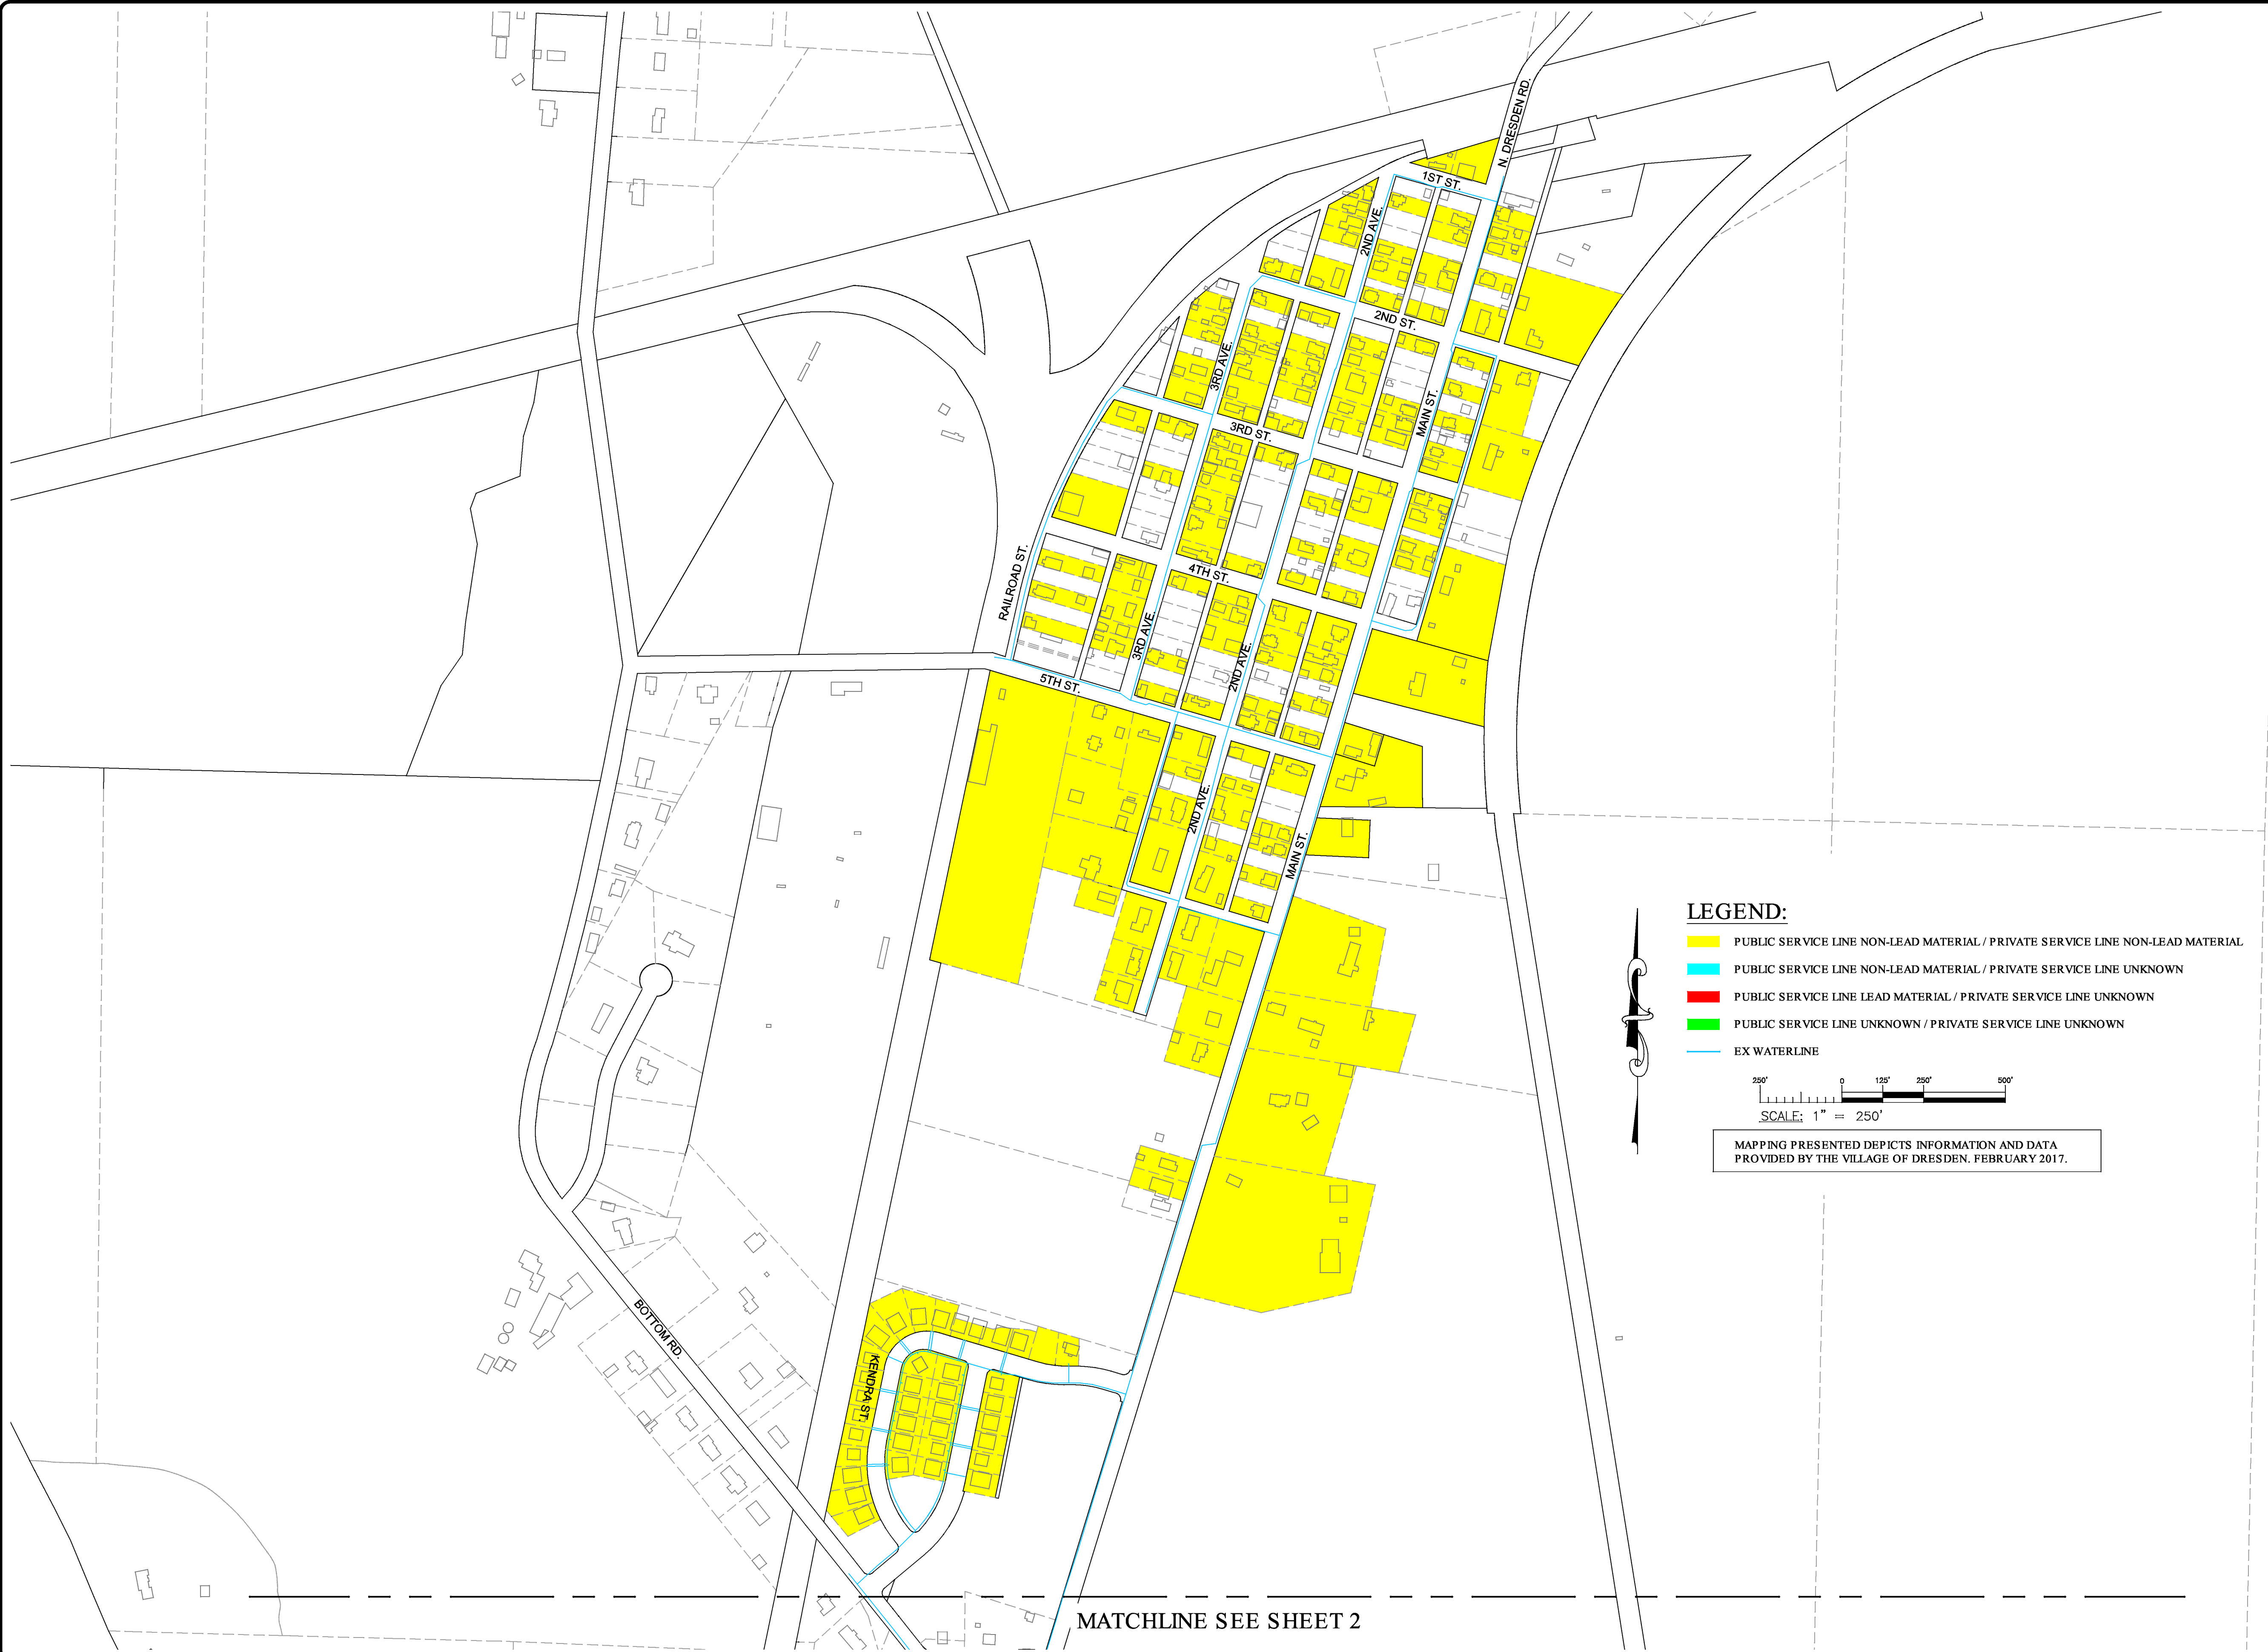 N. DRESDEN RD.
1ST ST.
2ND AVE.
2ND ST.
3RD AVE.
MAIN ST.
3RD ST.
RAILROAD ST.
4TH ST.
3RD AVE.
2ND AVE.
5TH ST.
2ND AVE.
MAIN ST.
BOTTOM RD.
KENDRA ST.
LEGEND:
PUBLIC SERVICE LINE NON-LEAD MATERIAL / PRIVATE SERVICE LINE NON-LEAD MATERIAL
PUBLIC SERVICE LINE NON-LEAD MATERIAL / PRIVATE SERVICE LINE UNKNOWN
PUBLIC SERVICE LINE LEAD MATERIAL / PRIVATE SERVICE LINE UNKNOWN
PUBLIC SERVICE LINE UNKNOWN / PRIVATE SERVICE LINE UNKNOWN
EX WATERLINE
250' 0 125' 250' 500'
SCALE: 1" = 250'
MAPPING PRESENTED DEPICTS INFORMATION AND DATA
PROVIDED BY THE VILLAGE OF DRESDEN. FEBRUARY 2017.
MATCHLINE SEE SHEET 2